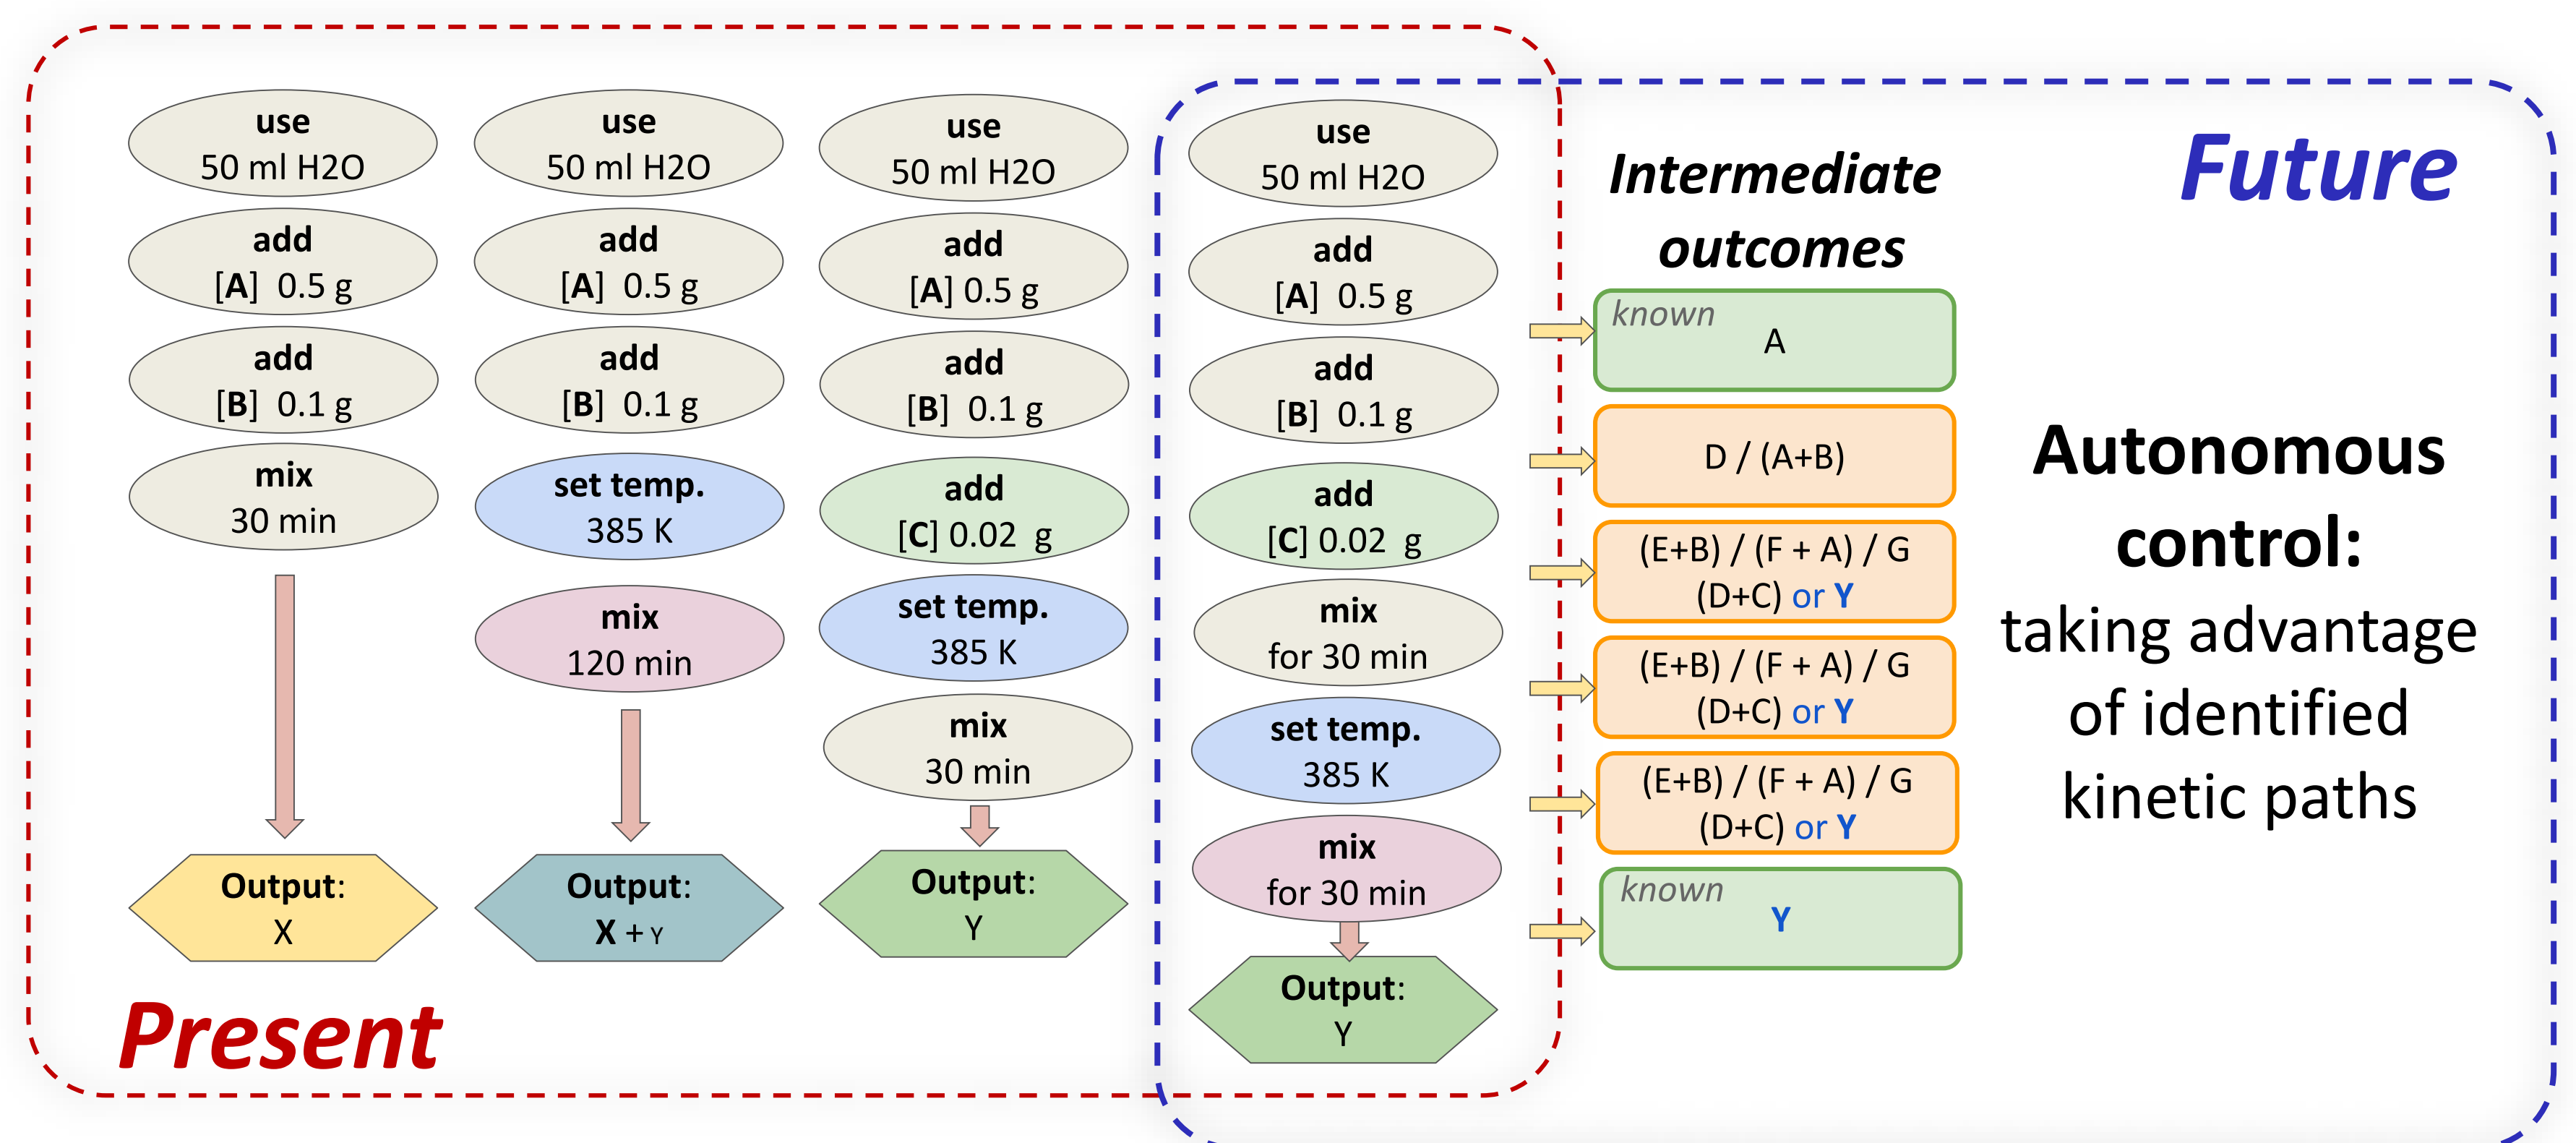 use
50 ml H2O
add
[A] 0.5 g
add
[B] 0.1 g
mix
30 min
Output:
X
use
50 ml H2O
add
[A] 0.5 g
add
[B] 0.1 g
set temp.
385 K
mix
120 min
Output:
X + Y
use
50 ml H2O
add
[A] 0.5 g
add
[B] 0.1 g
add
[C] 0.02 g
set temp.
385 K
mix
30 min
Output:
Y
Present
use
50 ml H2O
add
[A] 0.5 g
add
[B] 0.1 g
add
[C] 0.02 g
mix
for 30 min
set temp.
385 K
mix
for 30 min
Output:
Y
Intermediate
outcomes
known
A
D / (A+B)
(E+B) / (F + A) / G
(D+C) or Y
(E+B) / (F + A) / G
(D+C) or Y
(E+B) / (F + A) / G
(D+C) or Y
known
Y
Future
Autonomous
control:
taking advantage
of identified
kinetic paths